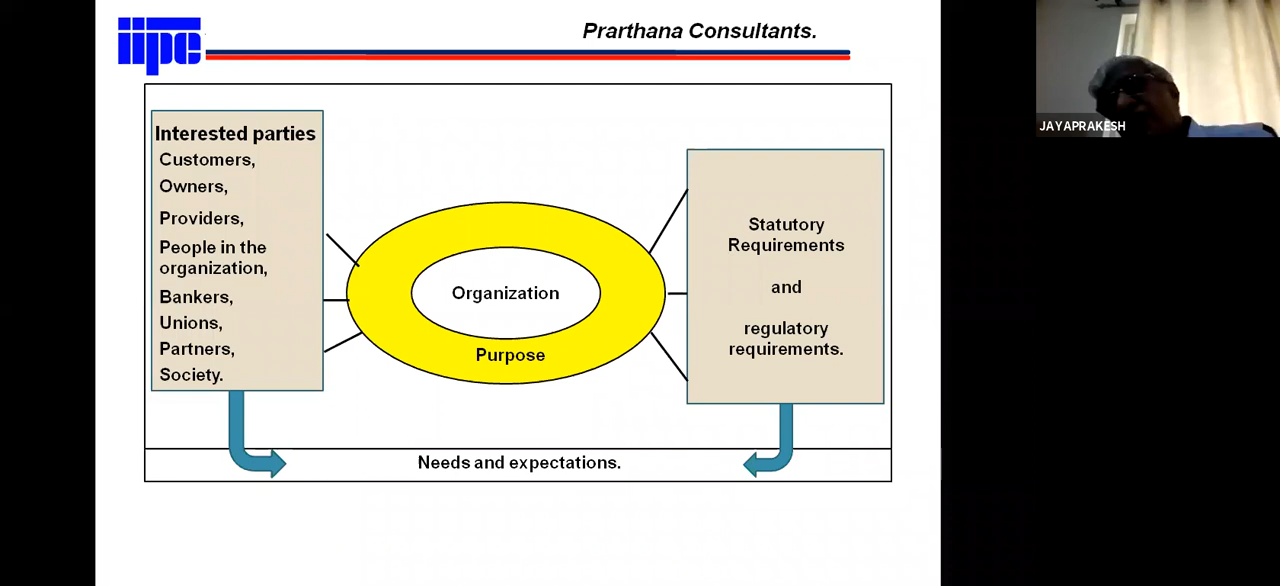 iipe
Prarthana Consultants.
JAYAPRAKESH
Interested parties
Customers,
Owners,
Providers,
People in the
organization,
Bankers,
Unions,
Partners,
Society.
Organization
Purpose
Statutory
Requirements
and
regulatory
requirements.
Needs and expectations.